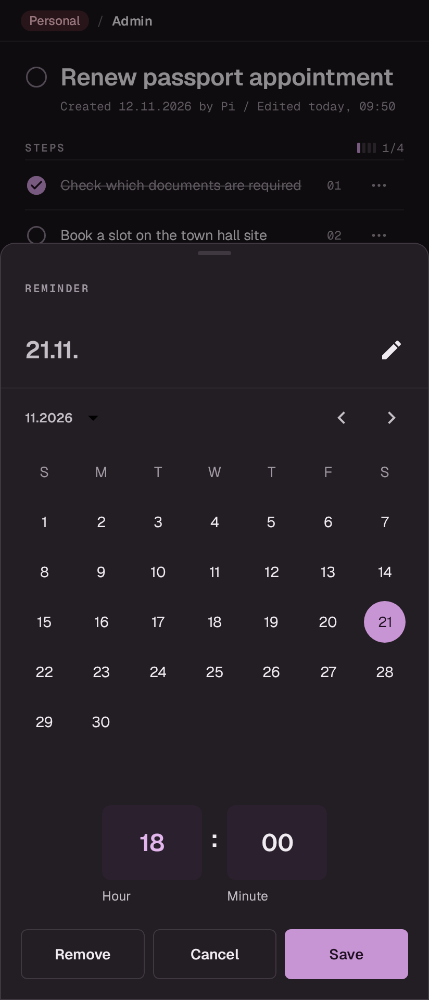 Personal / Admin
Renew passport appointment
Created 12.11.2026 by Pi / Edited today, 09:50
STEPS 1/4
Check which documents are required 01
Book a slot on the town hall site 02
REMINDER
21.11.
11.2026
S M T W T F S
1 2 3 4 5 6 7
8 9 10 11 12 13 14
15 16 17 18 19 20 21
22 23 24 25 26 27 28
29 30
18 : 00
Hour Minute
Remove Cancel Save